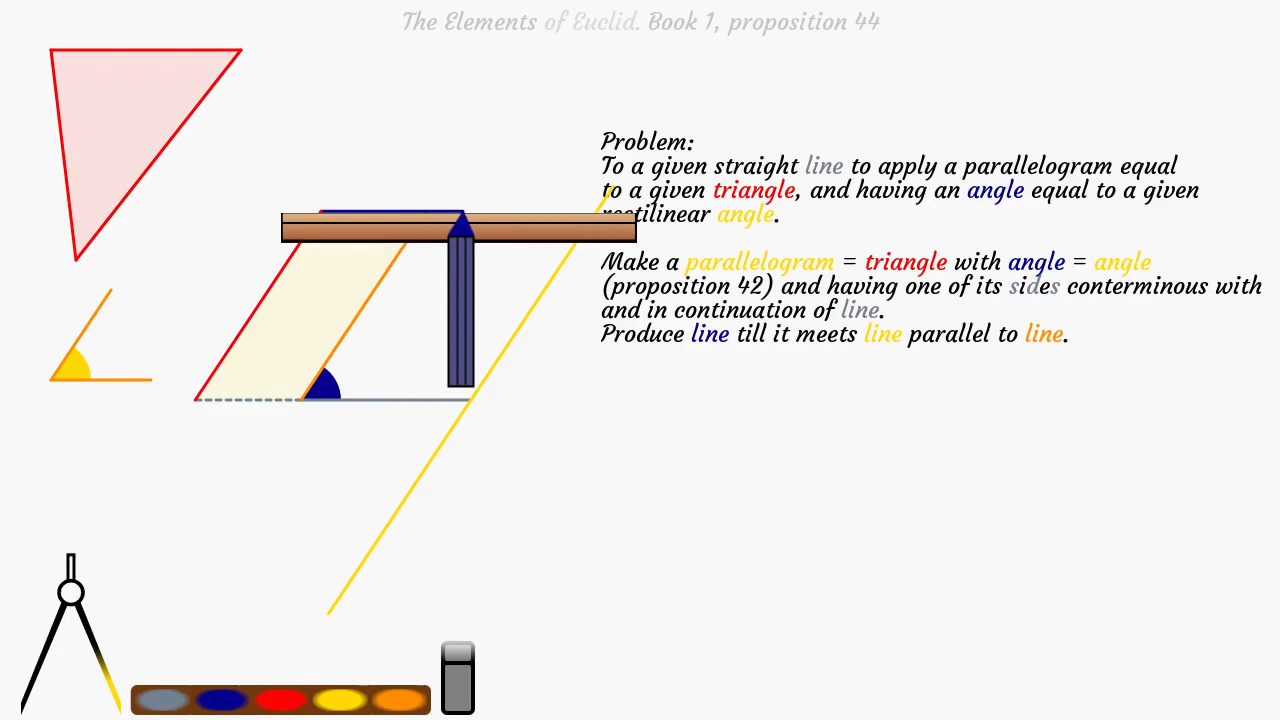 The Elements of Euclid. Book 1, proposition 44
Problem:
To a given straight line to apply a parallelogram equal
to a given triangle, and having an angle equal to a given
rectilinear angle.
Make a parallelogram = triangle with angle = angle
(proposition 42) and having one of its sides conterminous with
and in continuation of line.
Produce line till it meets line parallel to line.